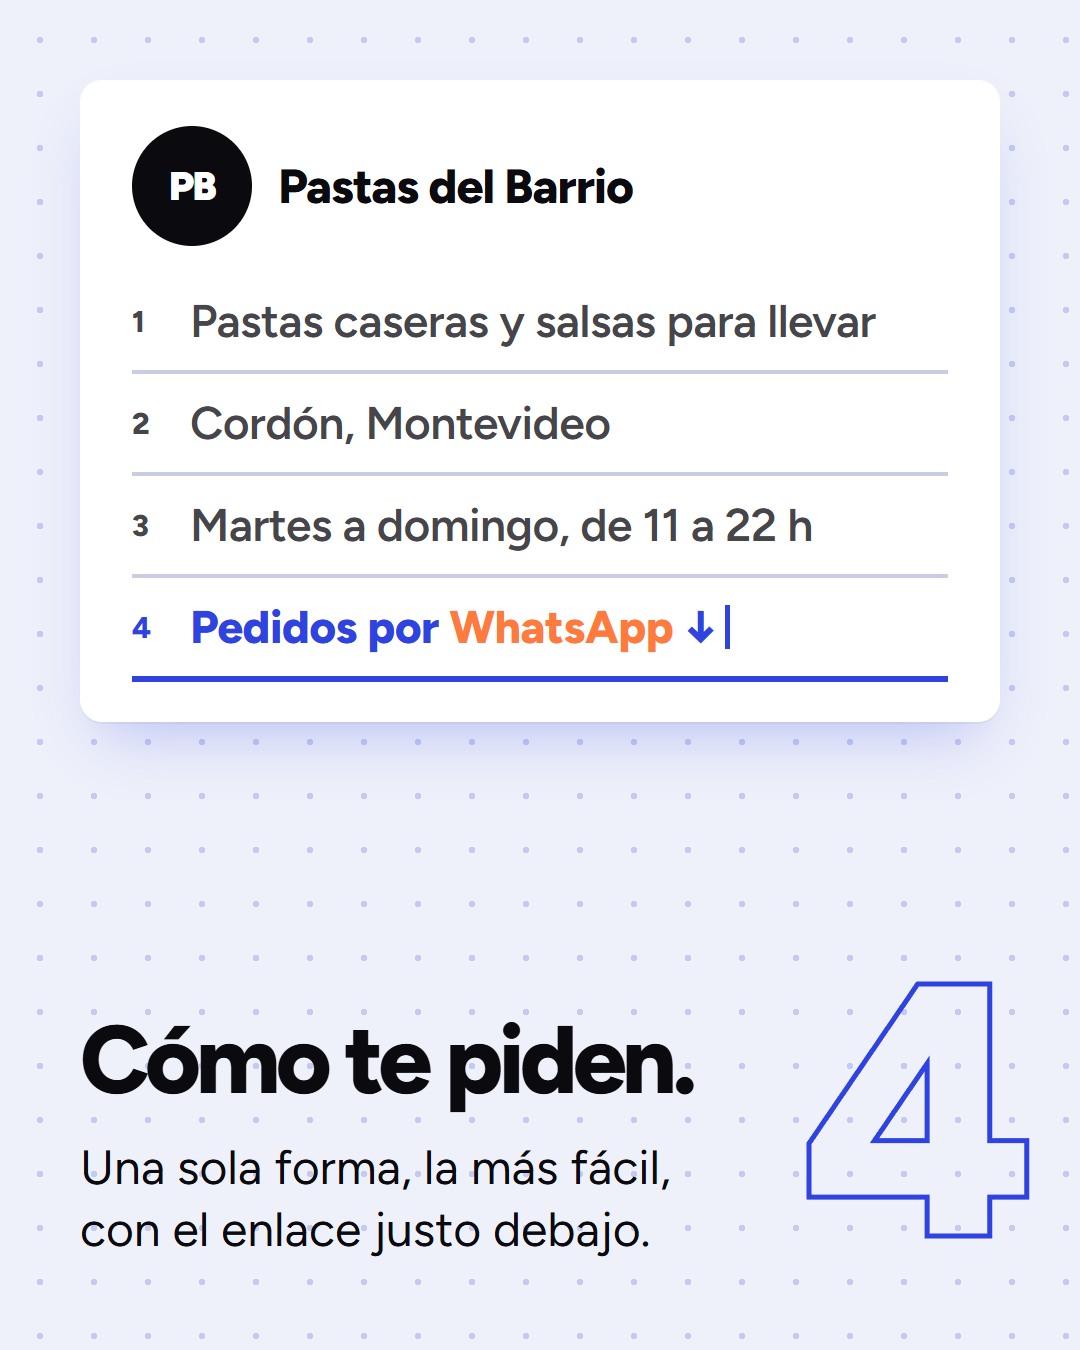 PB
Pastas del Barrio
1 Pastas caseras y salsas para llevar
2 Cordón, Montevideo
3 Martes a domingo, de 11 a 22 h
4 Pedidos por WhatsApp ↓|
Cómo te piden.
4
Una sola forma, la más fácil,
con el enlace justo debajo.